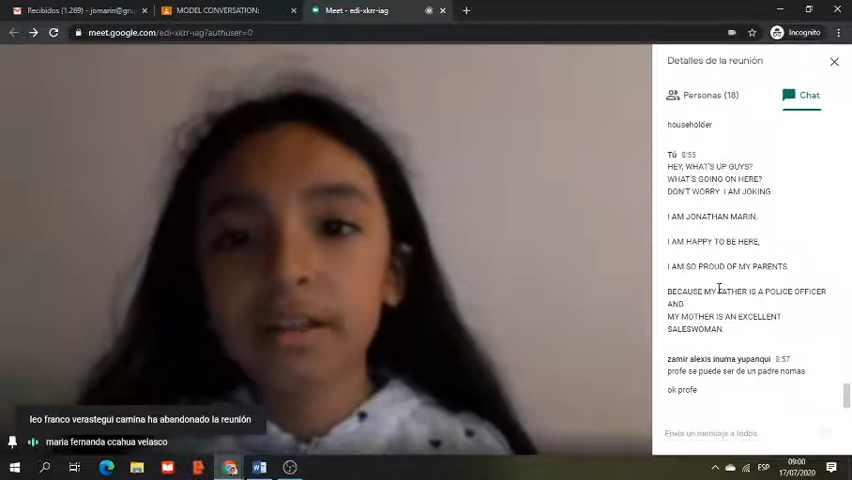 Recibidos (1.269) - jomarin@gr
MODEL CONVERSATION:
Meet - edi-xkrr-iag
meet.google.com/edi-xkrr-iag?authuser=0
Incognito
Detalles de la reunión
Personas (18)
Chat
householder
Tú 8:55
HEY, WHAT'S UP GUYS?
WHAT'S GOING ON HERE?
DON'T WORRY I AM JOKING
I AM JONATHAN MARIN.
I AM HAPPY TO BE HERE,
I AM SO PROUD OF MY PARENTS
BECAUSE MY FATHER IS A POLICE OFFICER
AND
MY MOTHER IS AN EXCELLENT
SALESWOMAN.
zamir alexis inuma yupanqui 8:57
profe se puede ser de un padre nomas
ok profe
leo franco verastegui camina ha abandonado la reunión
maria fernanda ccahua velasco
Envía un mensaje a todos
ESP
09:00
17/07/2020